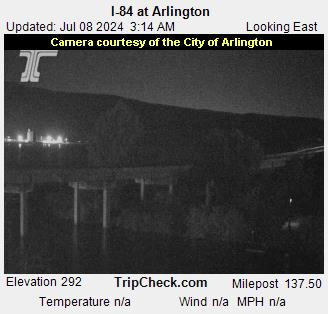 I-84 at Arlington
Updated: Jul 08 2024 3:14 AM Looking East
Camera courtesy of the City of Arlington
Elevation 292 TripCheck.com Milepost 137.50
Temperature n/a Wind n/a MPH n/a